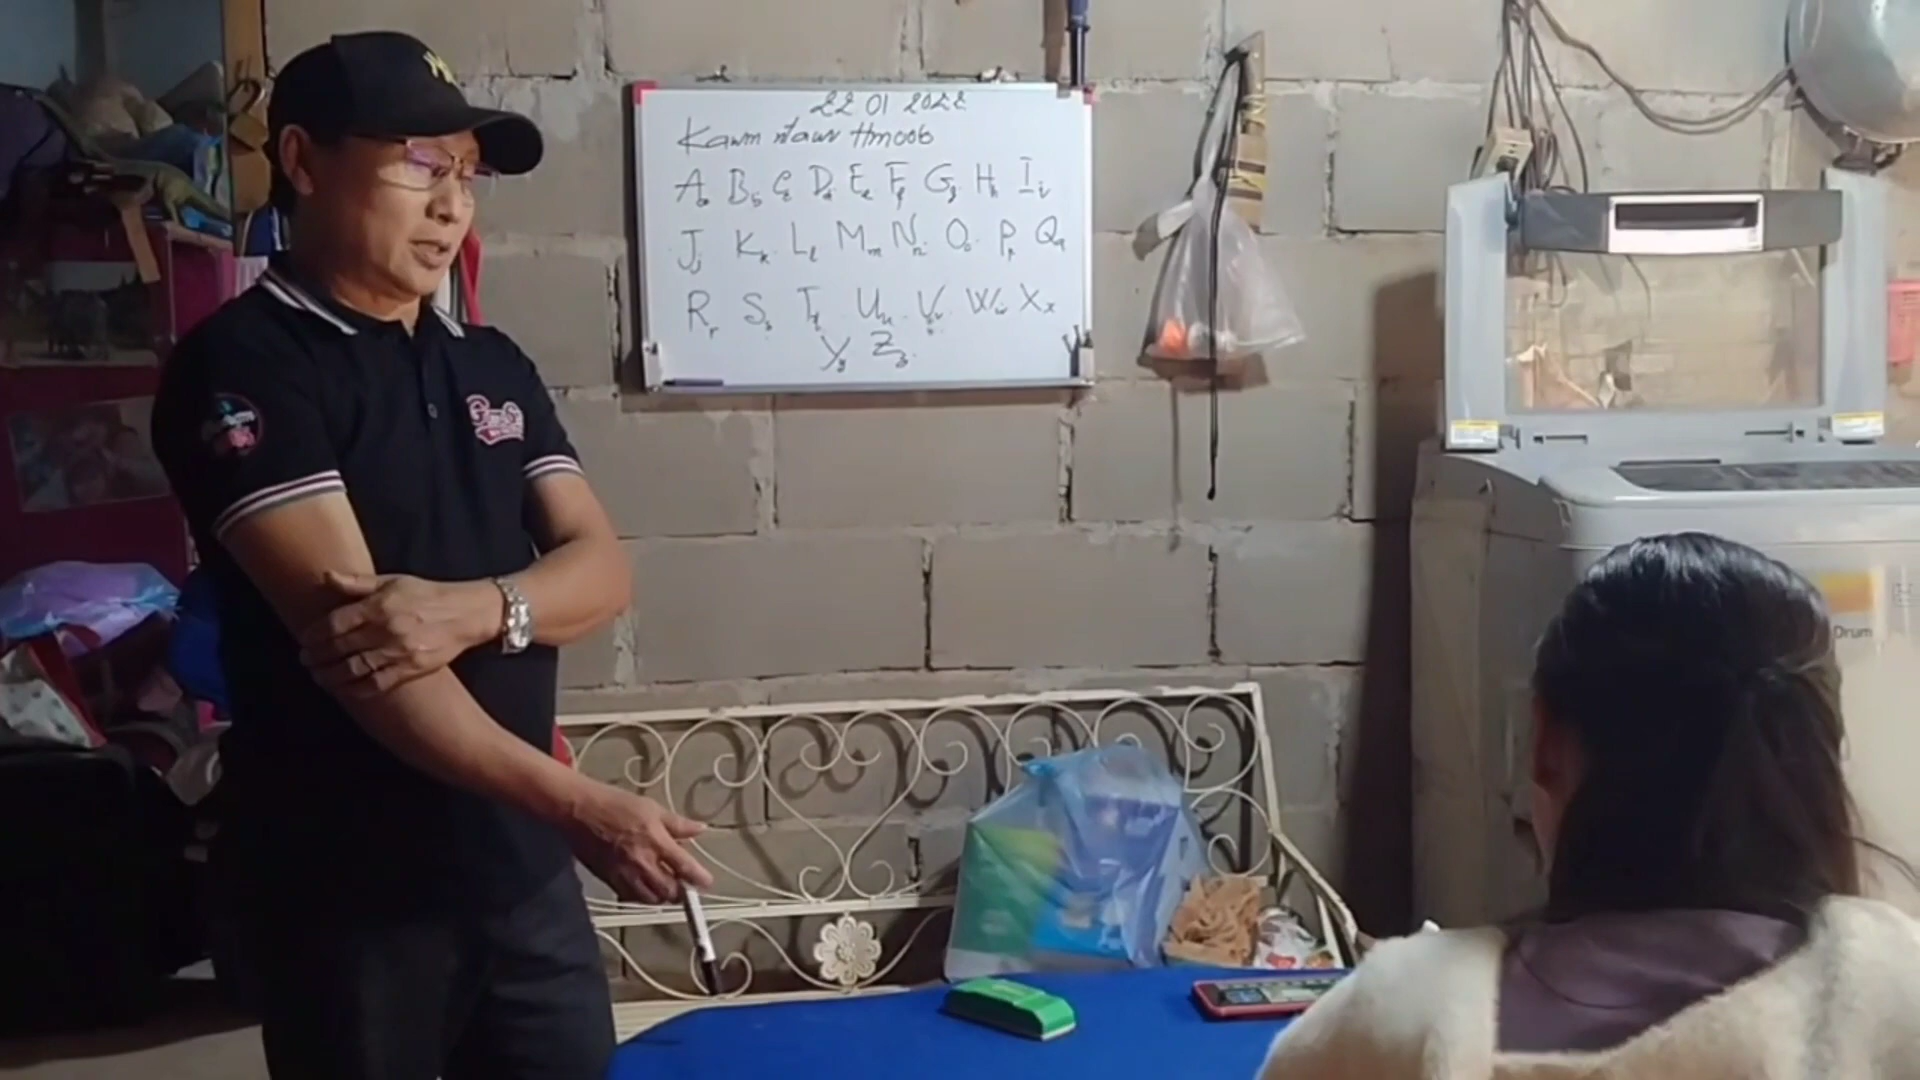 22 01 2022
Kawm ntawv Hmoob
Aa Bb Cc Dd Ee Ff Gg Hh Ii
Jj Kk Ll Mm Nn Oo Pp Qq
Rr Ss Tt Uu Vv Ww Xx
Yy Zz
Drum